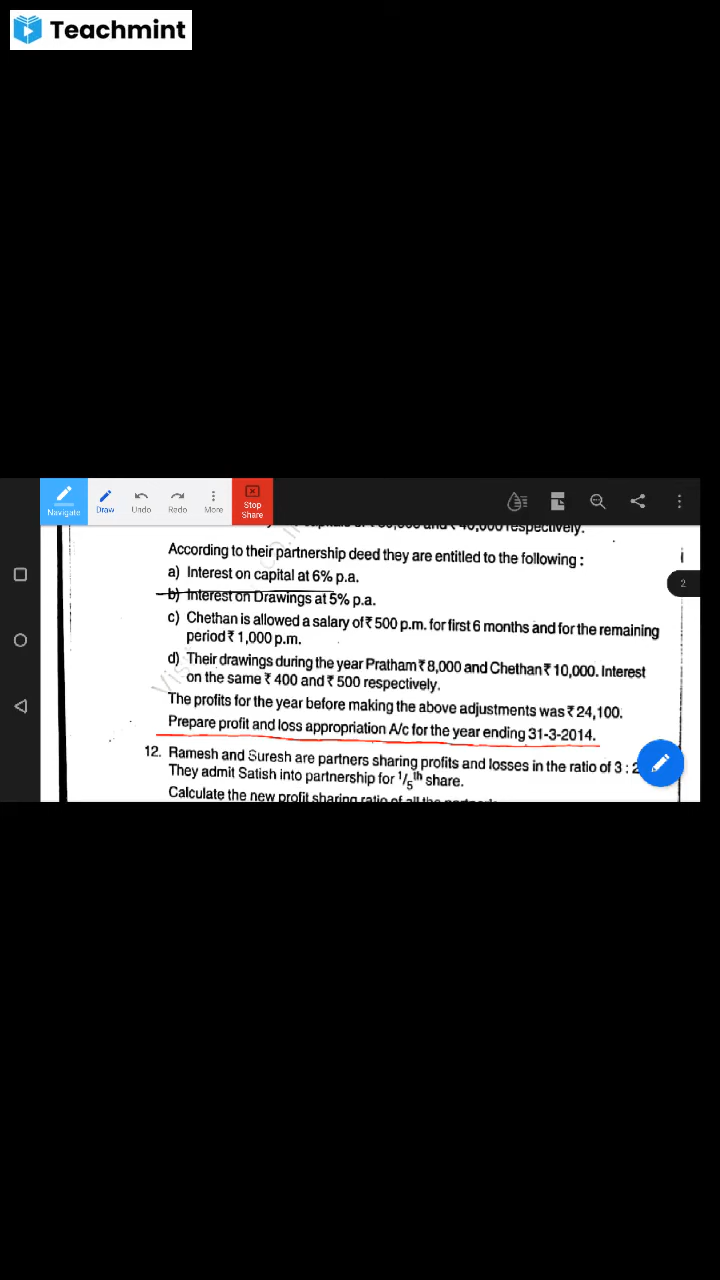 Teachmint
Navigate
Draw
Undo
Redo
More
Stop
Share
and ₹ 40,000 respectively.
According to their partnership deed they are entitled to the following :
2
a) Interest on capital at 6% p.a.
b) Interest on Drawings at 5% p.a.
c) Chethan is allowed a salary of ₹ 500 p.m. for first 6 months and for the remaining
period ₹ 1,000 p.m.
d) Their drawings during the year Pratham ₹ 8,000 and Chethan ₹ 10,000. Interest
on the same ₹ 400 and ₹ 500 respectively.
The profits for the year before making the above adjustments was ₹ 24,100.
Prepare profit and loss appropriation A/c for the year ending 31-3-2014.
12. Ramesh and Suresh are partners sharing profits and losses in the ratio of 3 : 2
They admit Satish into partnership for 1/5th share.
Calculate the new profit sharing ratio of all the